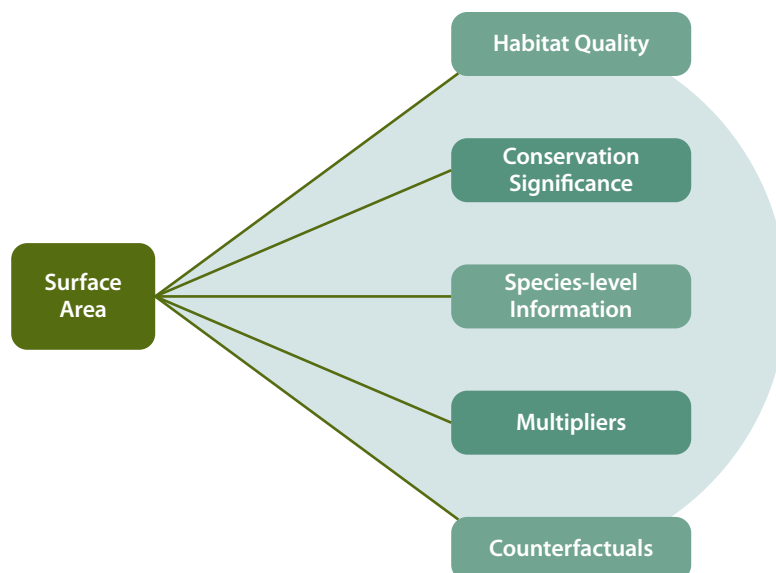 Habitat Quality
Conservation
Significance
Surface
Area
Species-level
Information
Multipliers
Counterfactuals